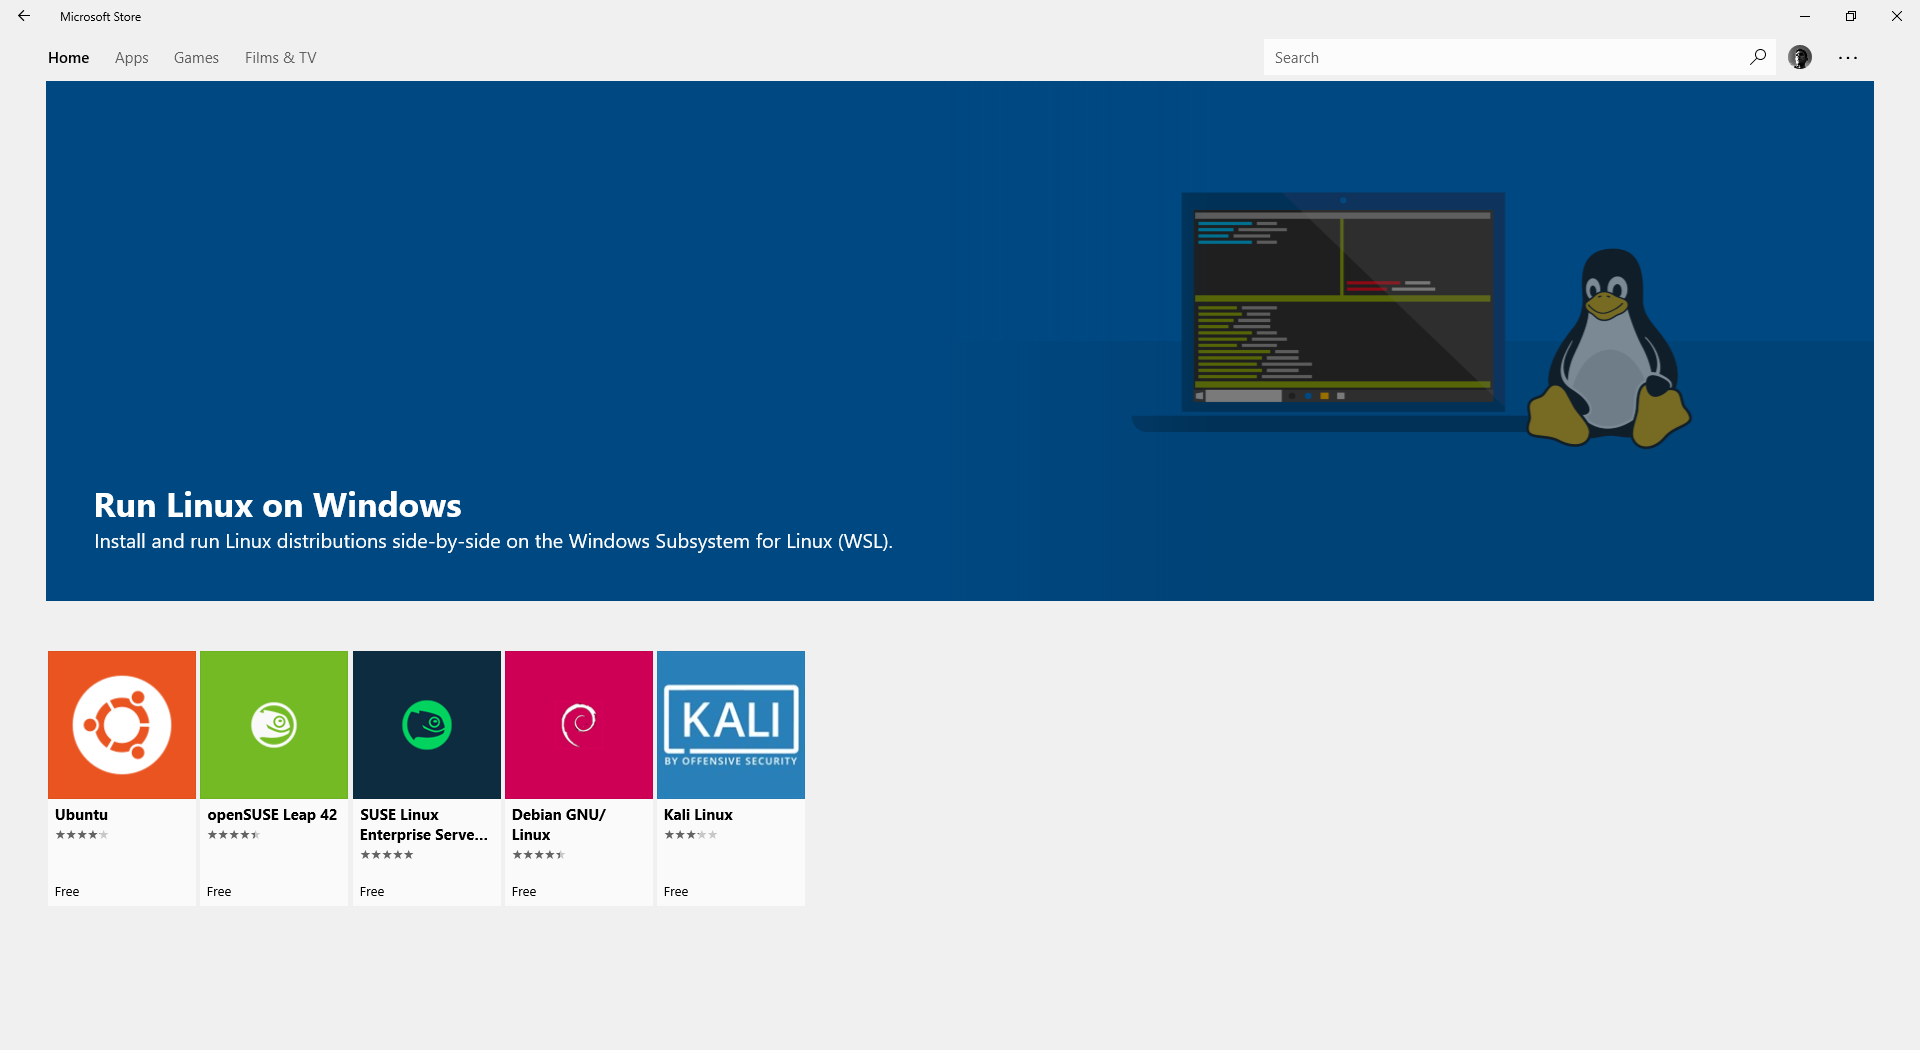 Microsoft Store
Home Apps Games Films & TV
Search
Run Linux on Windows
Install and run Linux distributions side-by-side on the Windows Subsystem for Linux (WSL).
KALI
BY OFFENSIVE SECURITY
Ubuntu
Free
openSUSE Leap 42
Free
SUSE Linux
Enterprise Serve...
Free
Debian GNU/
Linux
Free
Kali Linux
Free